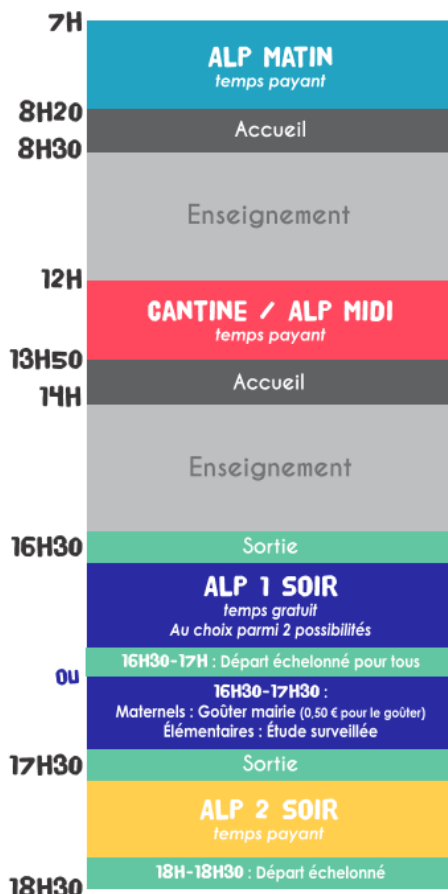 7H
ALP MATIN
temps payant
8H20
Accueil
8H30
Enseignement
12H
CANTINE / ALP MIDI
temps payant
13H50
Accueil
14H
Enseignement
16H30
Sortie
ALP 1 SOIR
temps gratuit
Au choix parmi 2 possibilités
16H30-17H : Départ échelonné pour tous
OU
16H30-17H30 :
Maternels : Goûter mairie (0,50 € pour le goûter)
Élémentaires : Étude surveillée
17H30
Sortie
ALP 2 SOIR
temps payant
18H-18H30 : Départ échelonné
18H30